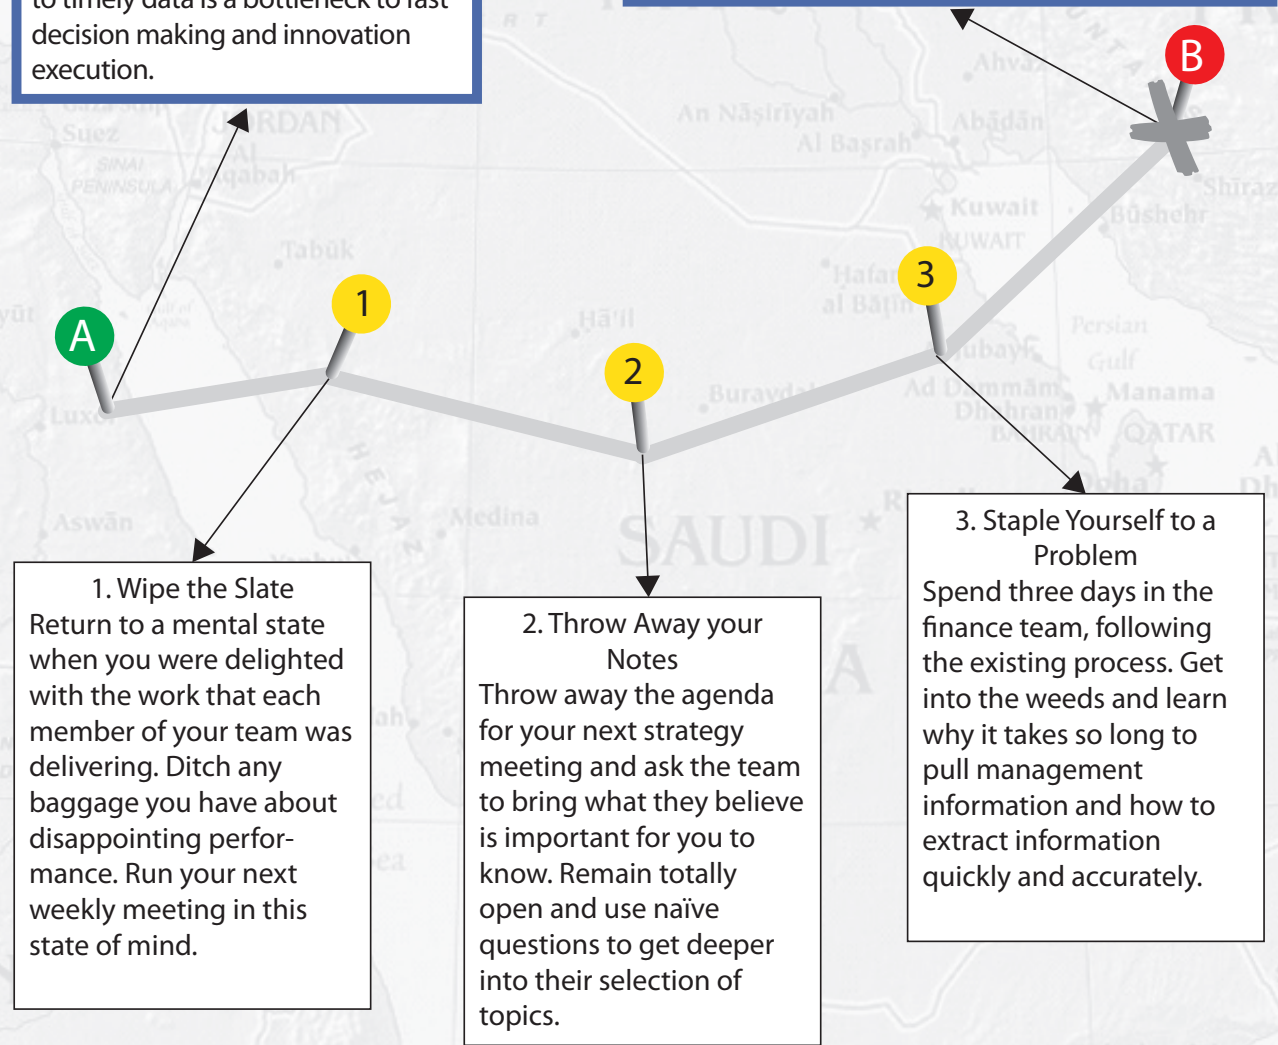 to timely data is a bottleneck to fast
decision making and innovation
execution.
B
Ahvāz
An Nāşirīyah
Abādān
Al Başrah
JORDAN
Suez
SINAI
PENINSULA
Al
'Aqabah
Shīrāz
Kuwait
KUWAIT
Būshehr
Tabūk
3
Hafar
al Bāţin
1
A
Hā'il
Persian
Gulf
2
Buraydah
Ad Dammām
Dhahran
Manama
BAHRAIN
QATAR
Luxor
HEJAZ
Doha
Aswān
Medina
SAUDI
1. Wipe the Slate
Return to a mental state
when you were delighted
with the work that each
member of your team was
delivering. Ditch any
baggage you have about
disappointing perfor-
mance. Run your next
weekly meeting in this
state of mind.
2. Throw Away your
Notes
Throw away the agenda
for your next strategy
meeting and ask the team
to bring what they believe
is important for you to
know. Remain totally
open and use naïve
questions to get deeper
into their selection of
topics.
3. Staple Yourself to a
Problem
Spend three days in the
finance team, following
the existing process. Get
into the weeds and learn
why it takes so long to
pull management
information and how to
extract information
quickly and accurately.